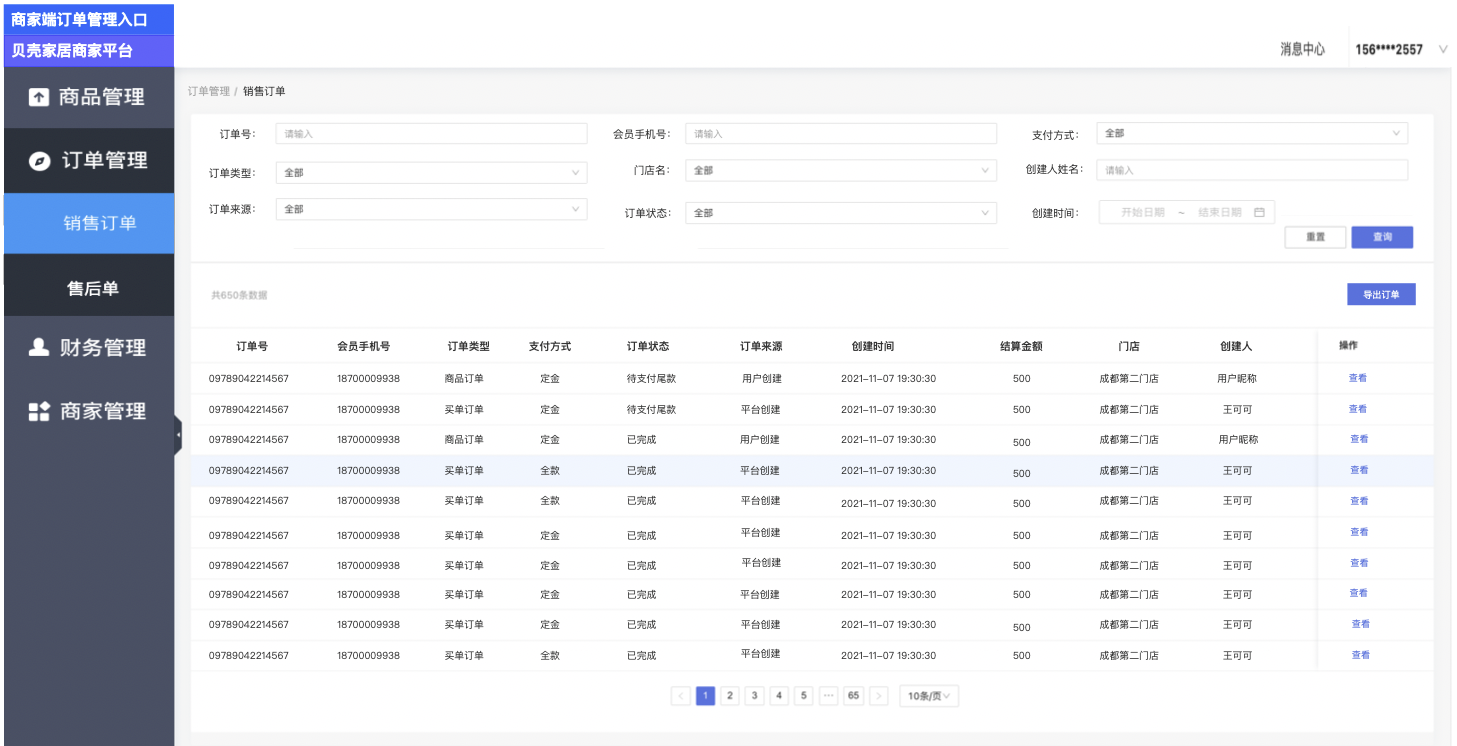 商家端订单管理入口
贝壳家居商家平台
消息中心 156****2557
商品管理
订单管理
销售订单
售后单
财务管理
商家管理
订单管理 / 销售订单
订单号: 请输入 会员手机号: 请输入 支付方式: 全部
订单类型: 全部 门店名: 全部 创建人姓名: 请输入
订单来源: 全部 订单状态: 全部 创建时间: 开始日期 ~ 结束日期
重置 查询
共650条数据 导出订单
订单号 会员手机号 订单类型 支付方式 订单状态 订单来源 创建时间 结算金额 门店 创建人 操作
09789042214567 18700009938 商品订单 定金 待支付尾款 用户创建 2021-11-07 19:30:30 500 成都第二门店 用户昵称 查看
09789042214567 18700009938 买单订单 定金 待支付尾款 平台创建 2021-11-07 19:30:30 500 成都第二门店 王可可 查看
09789042214567 18700009938 商品订单 定金 已完成 用户创建 2021-11-07 19:30:30 500 成都第二门店 用户昵称 查看
09789042214567 18700009938 买单订单 全款 已完成 平台创建 2021-11-07 19:30:30 500 成都第二门店 王可可 查看
09789042214567 18700009938 买单订单 全款 已完成 平台创建 2021-11-07 19:30:30 500 成都第二门店 王可可 查看
09789042214567 18700009938 买单订单 定金 已完成 平台创建 2021-11-07 19:30:30 500 成都第二门店 王可可 查看
09789042214567 18700009938 买单订单 定金 已完成 平台创建 2021-11-07 19:30:30 500 成都第二门店 王可可 查看
09789042214567 18700009938 买单订单 定金 已完成 平台创建 2021-11-07 19:30:30 500 成都第二门店 王可可 查看
09789042214567 18700009938 买单订单 定金 已完成 平台创建 2021-11-07 19:30:30 500 成都第二门店 王可可 查看
09789042214567 18700009938 买单订单 全款 已完成 平台创建 2021-11-07 19:30:30 500 成都第二门店 王可可 查看
< 1 2 3 4 5 ··· 65 > 10条/页